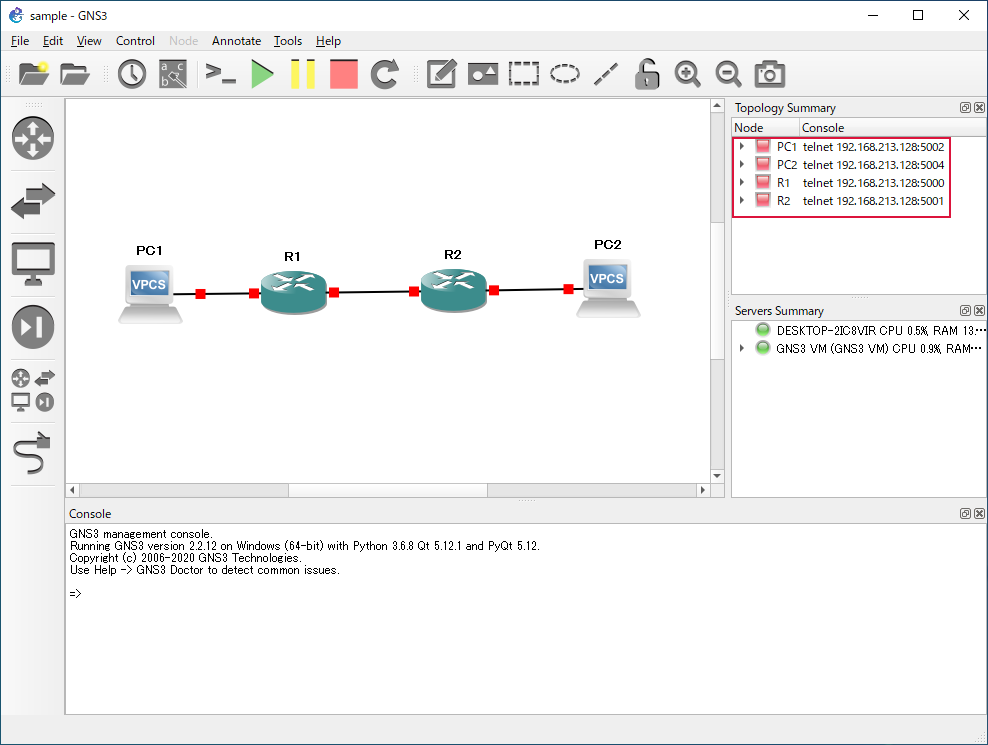 sample - GNS3
File Edit View Control Node Annotate Tools Help
a c
b
Topology Summary
Node Console
PC1 telnet 192.168.213.128:5002
PC2 telnet 192.168.213.128:5004
R1 telnet 192.168.213.128:5000
R2 telnet 192.168.213.128:5001
PC1
VPCS
R1
R2
PC2
VPCS
Servers Summary
DESKTOP-2IC8VIR CPU 0.5%, RAM 13.…
GNS3 VM (GNS3 VM) CPU 0.9%, RAM…
Console
GNS3 management console.
Running GNS3 version 2.2.12 on Windows (64-bit) with Python 3.6.8 Qt 5.12.1 and PyQt 5.12.
Copyright (c) 2006-2020 GNS3 Technologies.
Use Help -> GNS3 Doctor to detect common issues.
=>